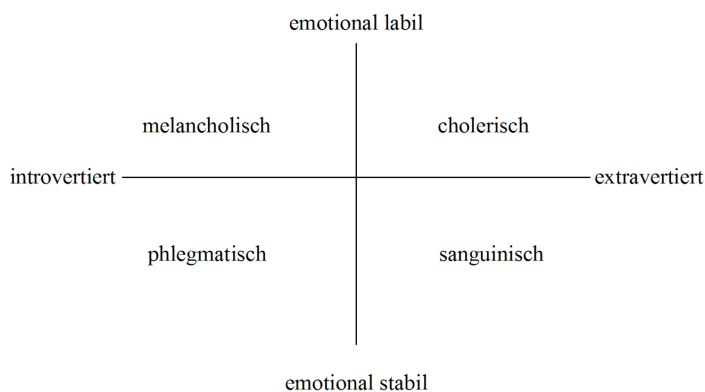 emotional labil
melancholisch
cholerisch
introvertiert
extravertiert
phlegmatisch
sanguinisch
emotional stabil